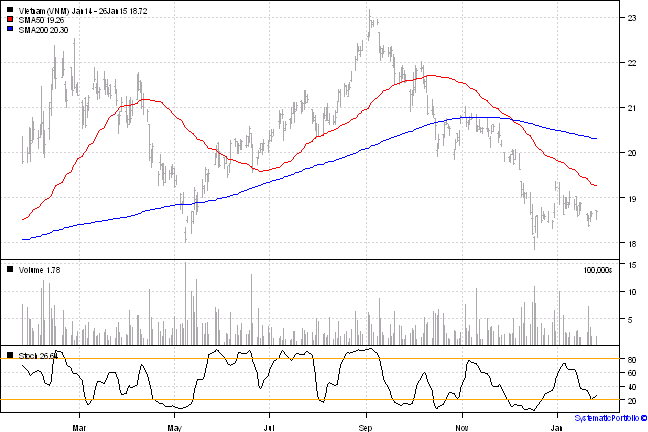 Vietnam (VNM) Jan14 - 26Jan15 18.72
SMA50 19.26
SMA200 20.30
23
22
21
20
19
18
Volume 1.78
100,000s
15
10
5
Stoch 26.64
80
60
40
20
Mar May Jul Sep Nov Jan
SystematicPortfolio ©